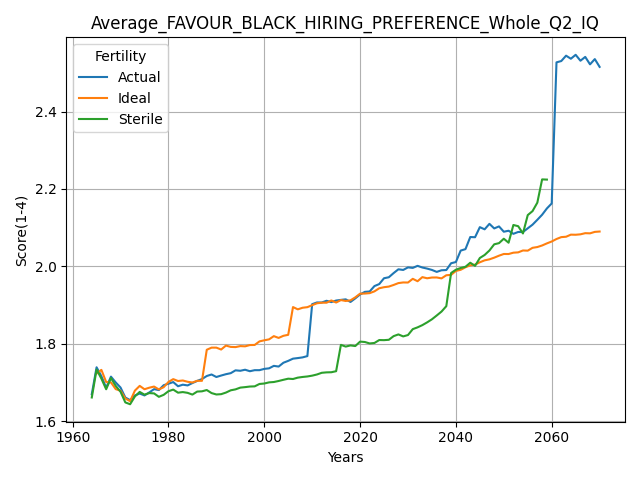 Average_FAVOUR_BLACK_HIRING_PREFERENCE_Whole_Q2_IQ
Fertility
Actual
Ideal
Sterile
Score(1-4)
2.4
2.2
2.0
1.8
1.6
1960
1980
2000
2020
2040
2060
Years